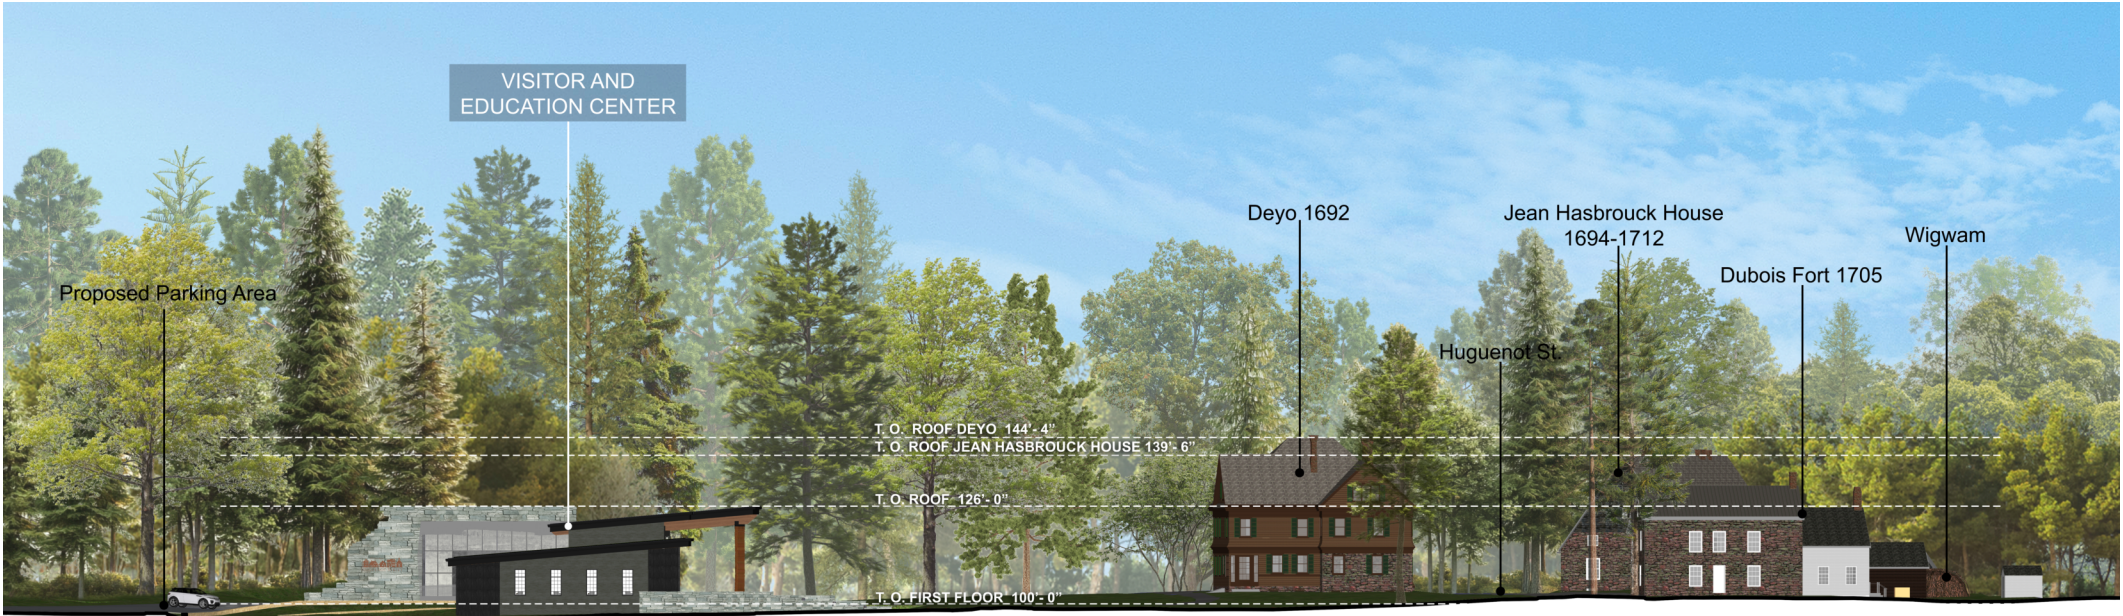 VISITOR AND
EDUCATION CENTER
Deyo 1692
Jean Hasbrouck House
1694-1712
Wigwam
Dubois Fort 1705
Proposed Parking Area
Huguenot St.
T. O. ROOF DEYO 144'- 4"
T. O. ROOF JEAN HASBROUCK HOUSE 139'- 6"
T. O. ROOF 126'- 0"
T. O. FIRST FLOOR 100'- 0"